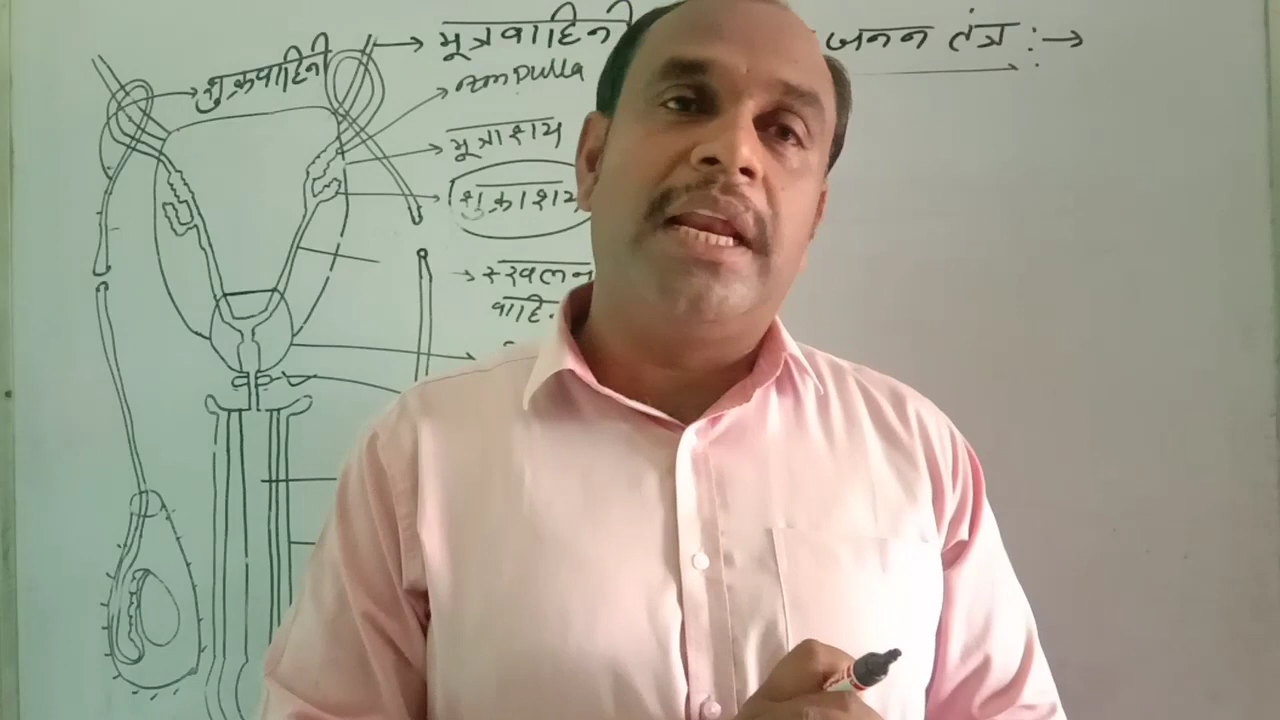 मूत्रवाहिनी
जनन तंत्र :→
शुक्रवाहिनी
Ampulla
मूत्राशय
शुक्राशय
स्खलन
वाहि.